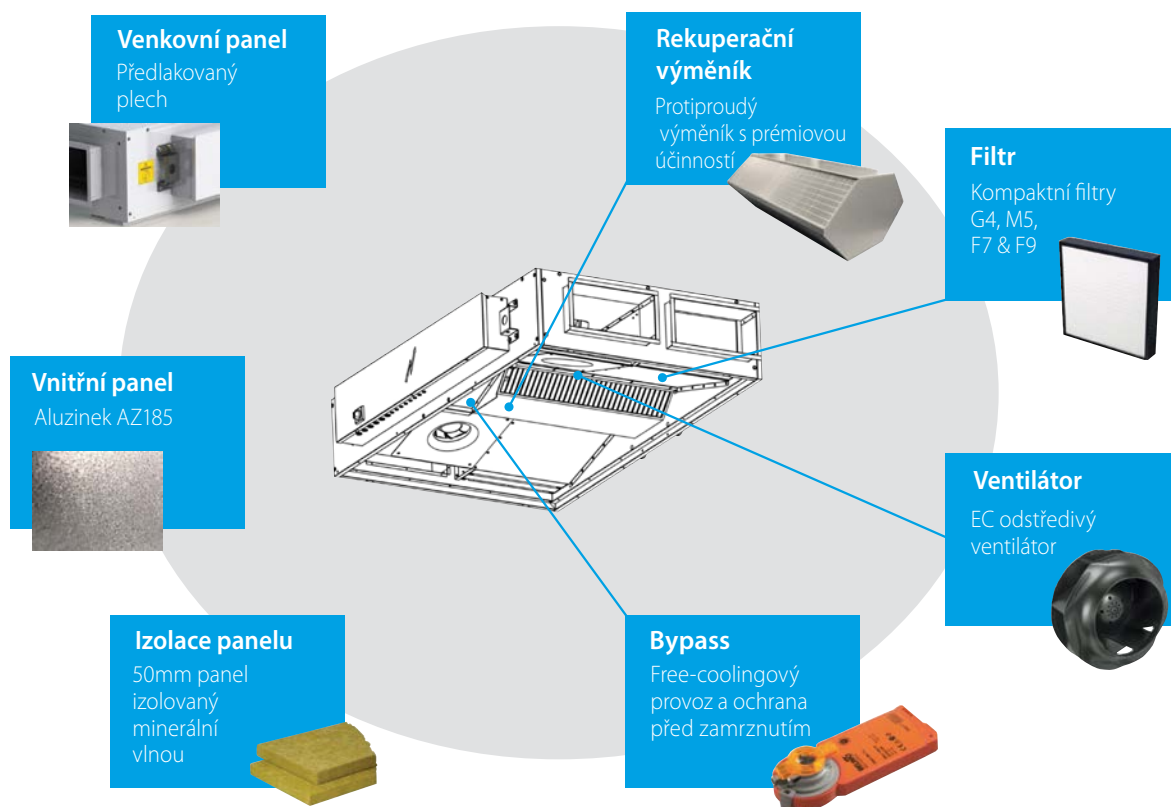 Venkovní panel
Předlakovaný
plech
Rekuperační
výměník
Protiproudý
výměník s prémiovou
účinností
Filtr
Kompaktní filtry
G4, M5,
F7 & F9
Vnitřní panel
Aluzinek AZ185
Ventilátor
EC odstředivý
ventilátor
Izolace panelu
50mm panel
izolovaný
minerální
vlnou
Bypass
Free-coolingový
provoz a ochrana
před zamrznutím